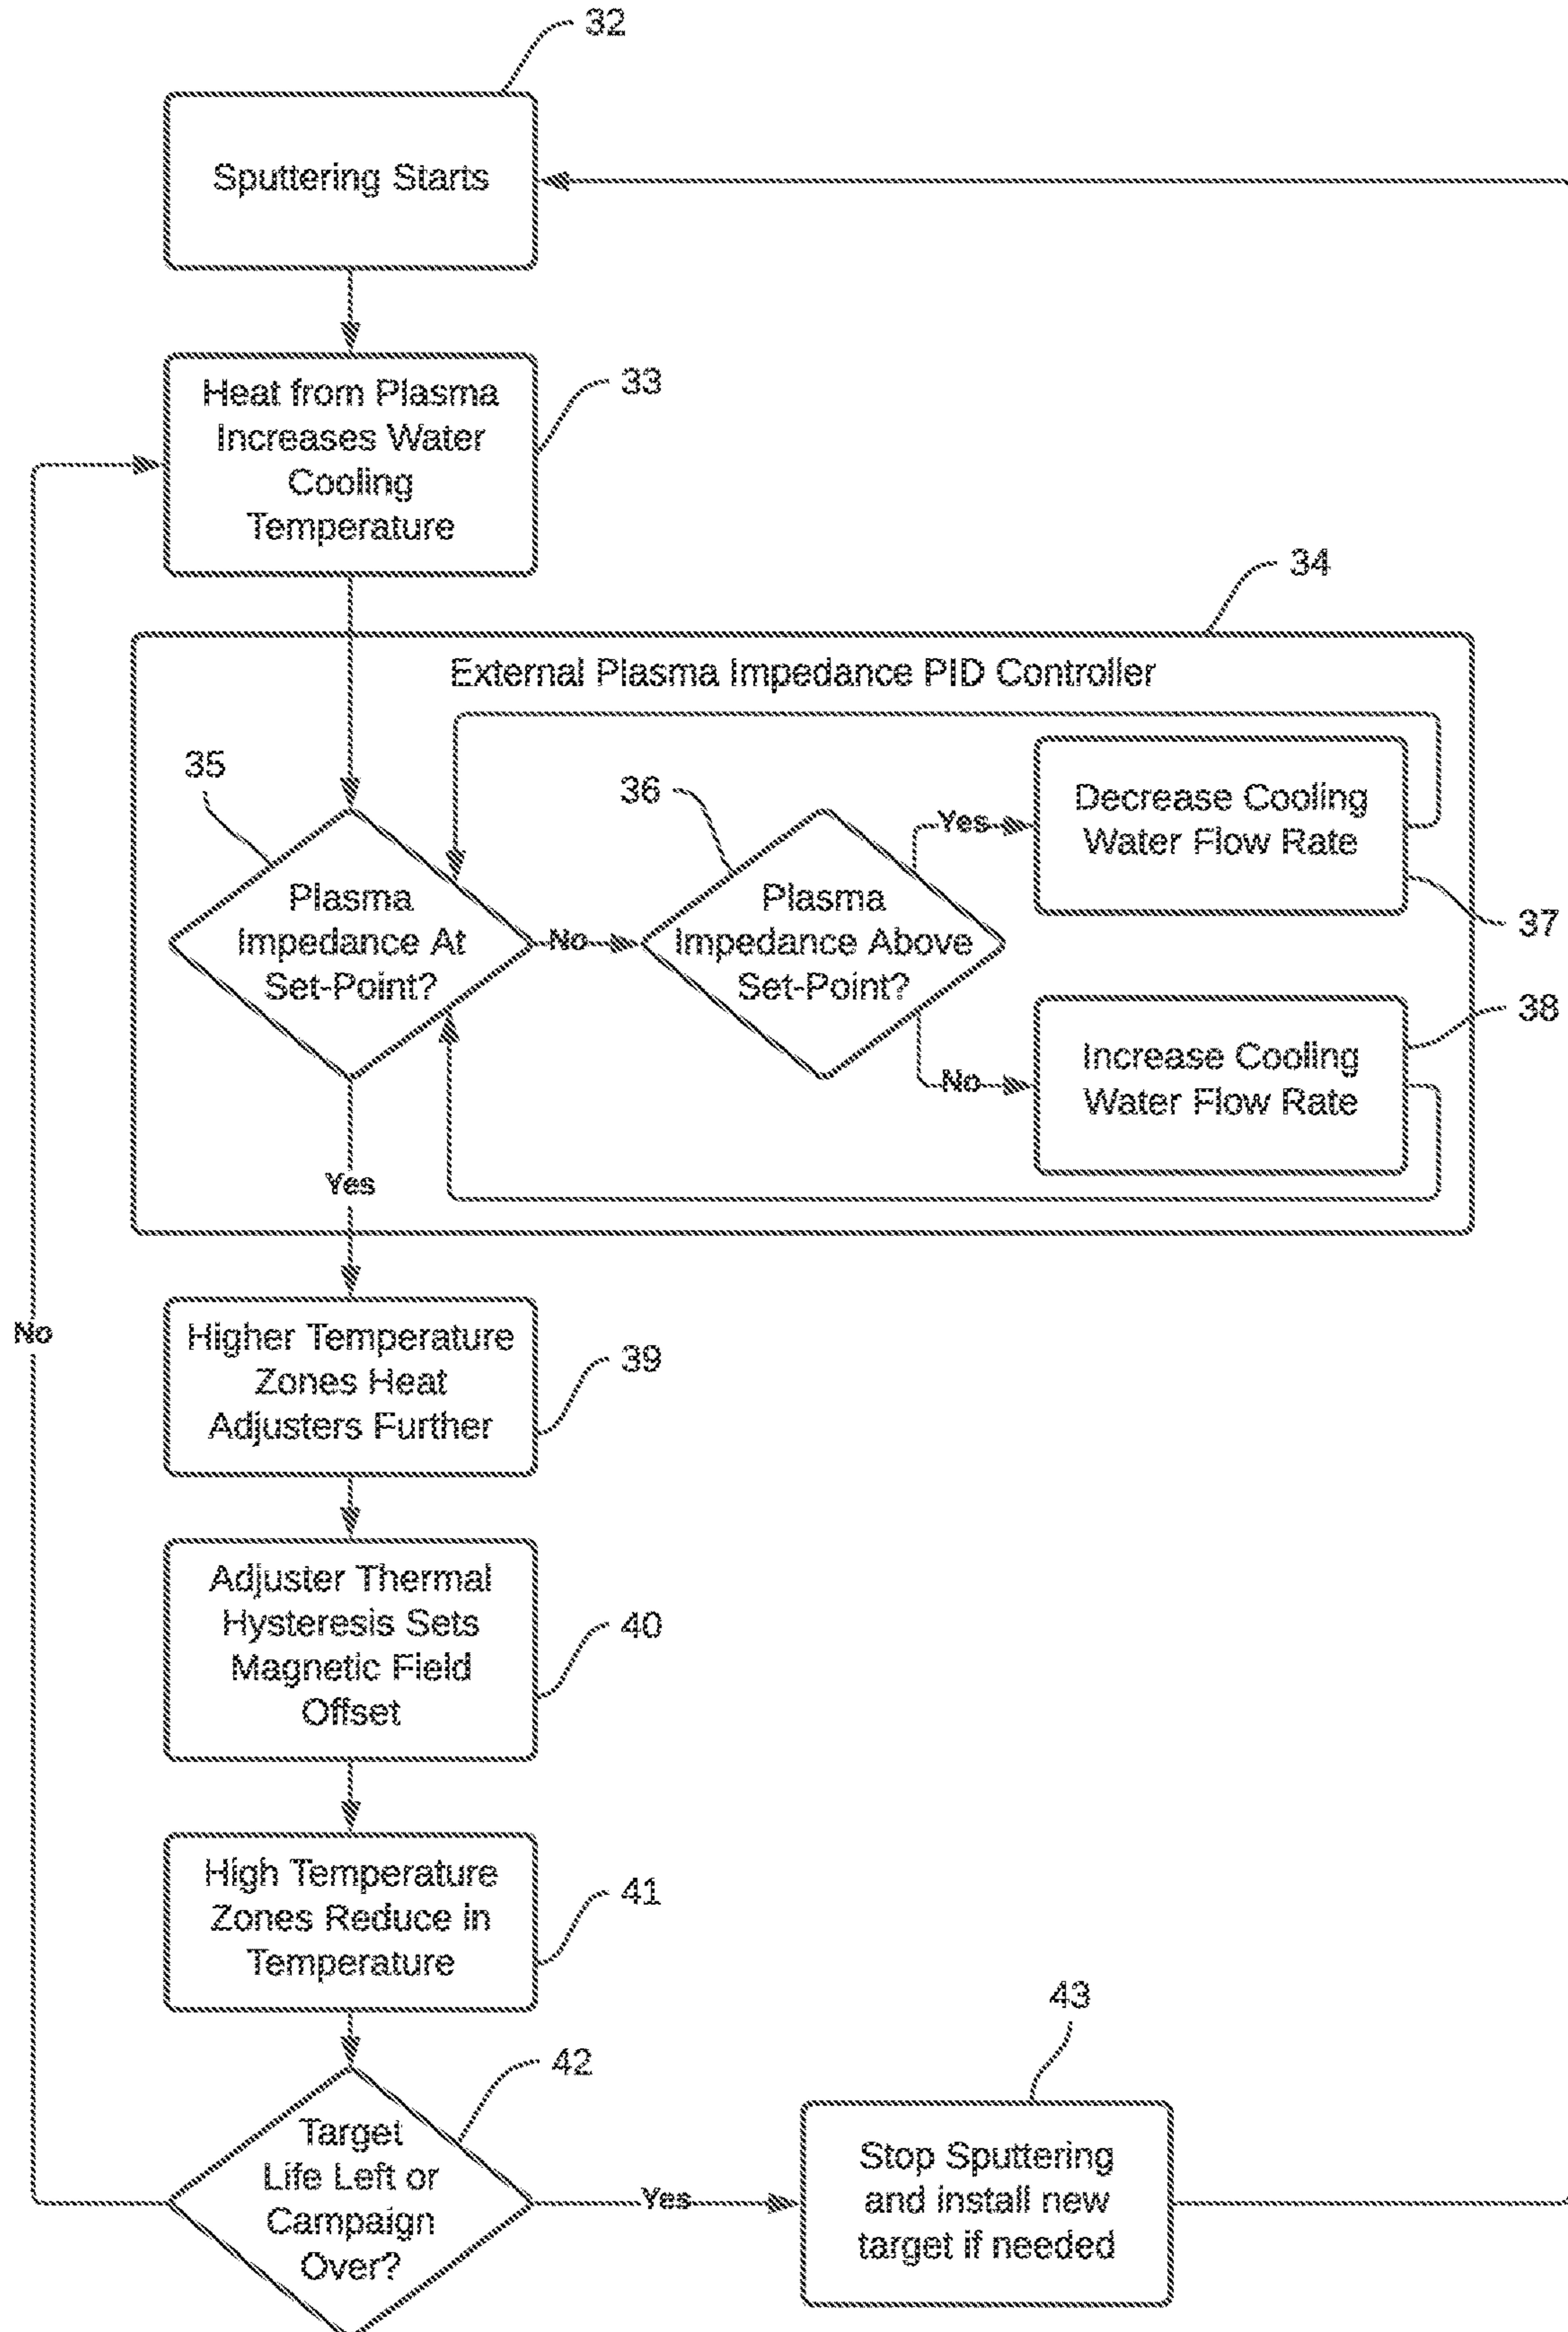 32
Sputtering Starts
Heat from Plasma
Increases Water
Cooling
Temperature
33
34
External Plasma Impedance PID Controller
35
Plasma
Impedance At
Set-Point?
No
36
Plasma
Impedance Above
Set-Point?
Yes
Decrease Cooling
Water Flow Rate
37
No
Increase Cooling
Water Flow Rate
38
Yes
No
Higher Temperature
Zones Heat
Adjusters Further
39
Adjuster Thermal
Hysteresis Sets
Magnetic Field
Offset
40
High Temperature
Zones Reduce in
Temperature
41
42
Target
Life Left or
Campaign
Over?
Yes
43
Stop Sputtering
and install new
target if needed